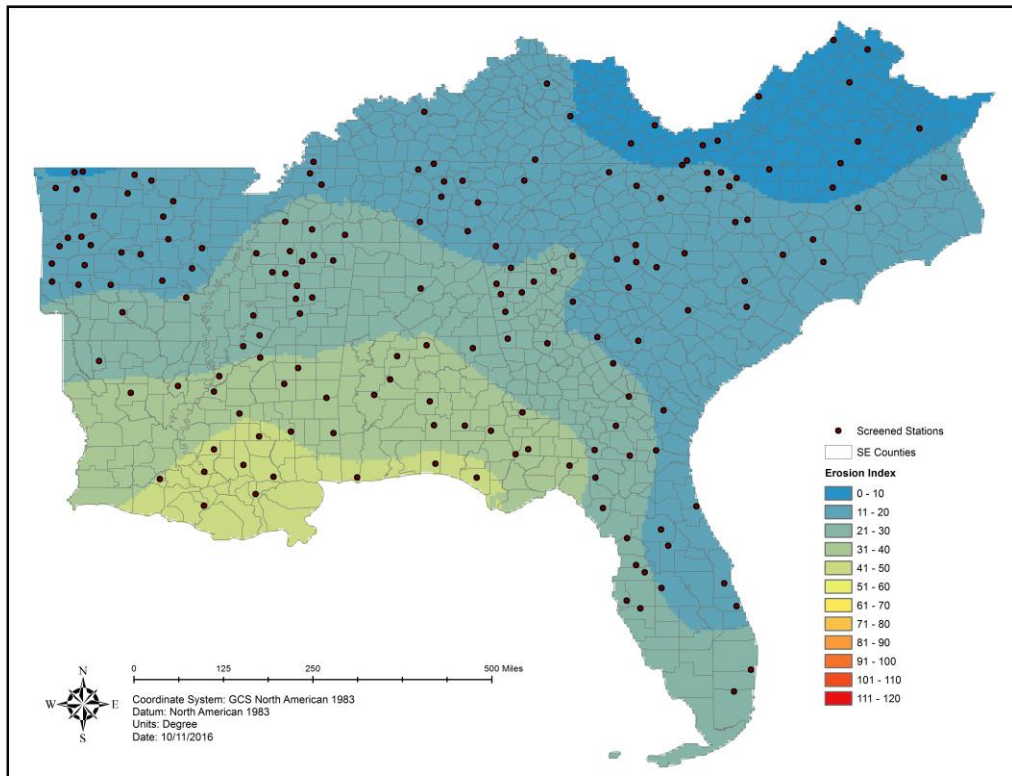 Screened Stations
SE Counties
Erosion Index
0 - 10
11 - 20
21 - 30
31 - 40
41 - 50
51 - 60
61 - 70
71 - 80
81 - 90
91 - 100
101 - 110
111 - 120
0 125 250 500 Miles
N
W E
S
Coordinate System: GCS North American 1983
Datum: North American 1983
Units: Degree
Date: 10/11/2016